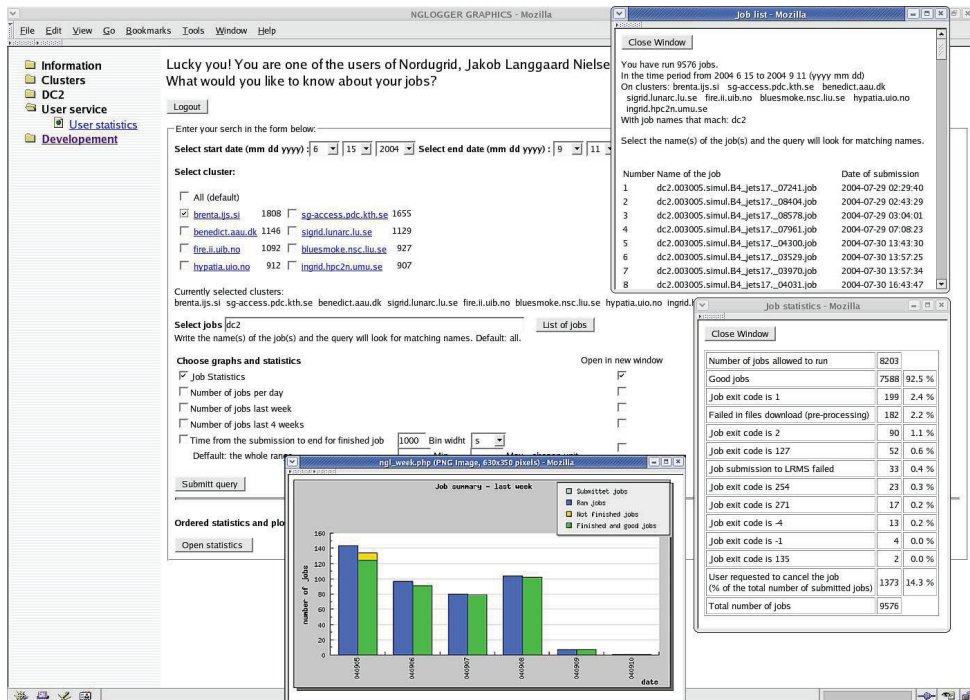 NGLOGGER GRAPHICS - Mozilla
File Edit View Go Bookmarks Tools Window Help
Information
Clusters
DC2
User service
User statistics
Developement
Lucky you! You are one of the users of Nordugrid, Jakob Langgaard Nielse
What would you like to know about your jobs?
Logout
Enter your serch in the form below:
Select start date (mm dd yyyy) : 6 15 2004 Select end date (mm dd yyyy) : 9 11
Select cluster:
All (default)
brenta.ijs.si 1808 sg-access.pdc.kth.se 1655
benedict.aau.dk 1146 sigrid.lunarc.lu.se 1129
fire.ii.uib.no 1092 bluesmoke.nsc.liu.se 927
hypatia.uio.no 912 ingrid.hpc2n.umu.se 907
Currently selected clusters:
brenta.ijs.si sg-access.pdc.kth.se benedict.aau.dk sigrid.lunarc.lu.se fire.ii.uib.no bluesmoke.nsc.liu.se hypatia.uio.no ingrid.h
Select jobs dc2 List of jobs
Write the name(s) of the job(s) and the query will look for matching names. Default: all.
Choose graphs and statistics Open in new window
Job Statistics
Number of jobs per day
Number of jobs last week
Number of jobs last 4 weeks
Time from the submission to end for finished job 1000 Bin widht s
Deffault: the whole range
Submitt query
Ordered statistics and plo
Open statistics
Job list - Mozilla
Close Window
You have run 9576 jobs.
In the time period from 2004 6 15 to 2004 9 11 (yyyy mm dd)
On clusters: brenta.ijs.si sg-access.pdc.kth.se benedict.aau.dk
sigrid.lunarc.lu.se fire.ii.uib.no bluesmoke.nsc.liu.se hypatia.uio.no
ingrid.hpc2n.umu.se
With job names that mach: dc2
Select the name(s) of the job(s) and the query will look for matching names.
Number Name of the job Date of submission
1 dc2.003005.simul.B4_jets17._07241.job 2004-07-29 02:29:40
2 dc2.003005.simul.B4_jets17._08404.job 2004-07-29 02:43:29
3 dc2.003005.simul.B4_jets17._08578.job 2004-07-29 03:04:01
4 dc2.003005.simul.B4_jets17._07961.job 2004-07-29 07:08:23
5 dc2.003005.simul.B4_jets17._04300.job 2004-07-30 13:43:30
6 dc2.003005.simul.B4_jets17._03529.job 2004-07-30 13:57:25
7 dc2.003005.simul.B4_jets17._03970.job 2004-07-30 13:57:34
8 dc2.003005.simul.B4_jets17._04031.job 2004-07-30 16:43:47
Job statistics - Mozilla
Close Window
Number of jobs allowed to run 8203
Good jobs 7588 92.5 %
Job exit code is 1 199 2.4 %
Failed in files download (pre-processing) 182 2.2 %
Job exit code is 2 90 1.1 %
Job exit code is 127 52 0.6 %
Job submission to LRMS failed 33 0.4 %
Job exit code is 254 23 0.3 %
Job exit code is 271 17 0.2 %
Job exit code is -4 13 0.2 %
Job exit code is -1 4 0.0 %
Job exit code is 135 2 0.0 %
User requested to cancel the job
(% of the total number of submitted jobs) 1373 14.3 %
Total number of jobs 9576
ngl_week.php (PNG Image, 630x350 pixels) - Mozilla
Job summary - last week
Submittet jobs
Ran jobs
Not finished jobs
Finished and good jobs
number of jobs
160
140
120
100
80
60
40
20
0
040905 040906 040907 040908 040909 040910
date